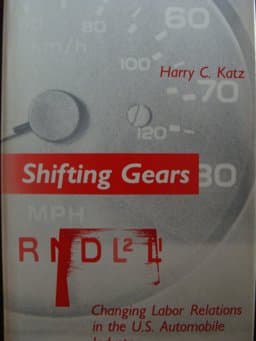 60
km/h
Harry C. Katz
100
70
120
Shifting Gears
80
MPH
R N D L² L¹
Changing Labor Relations
in the U.S. Automobile
Industry